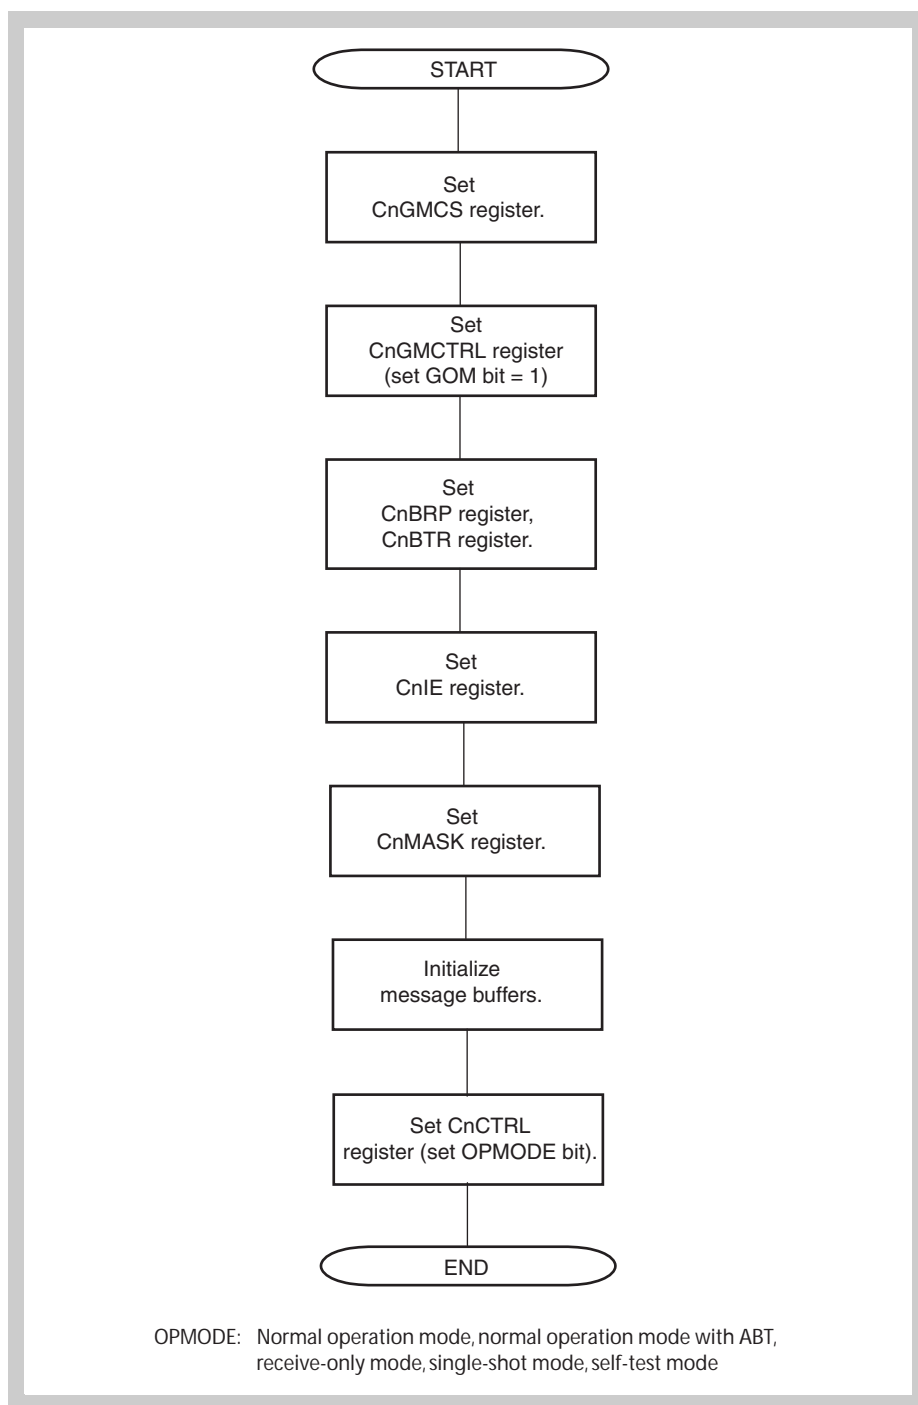 START
Set
CnGMCS register.
Set
CnGMCTRL register
(set GOM bit = 1)
Set
CnBRP register,
CnBTR register.
Set
CnIE register.
Set
CnMASK register.
Initialize
message buffers.
Set CnCTRL
register (set OPMODE bit).
END
OPMODE: Normal operation mode, normal operation mode with ABT,
receive-only mode, single-shot mode, self-test mode